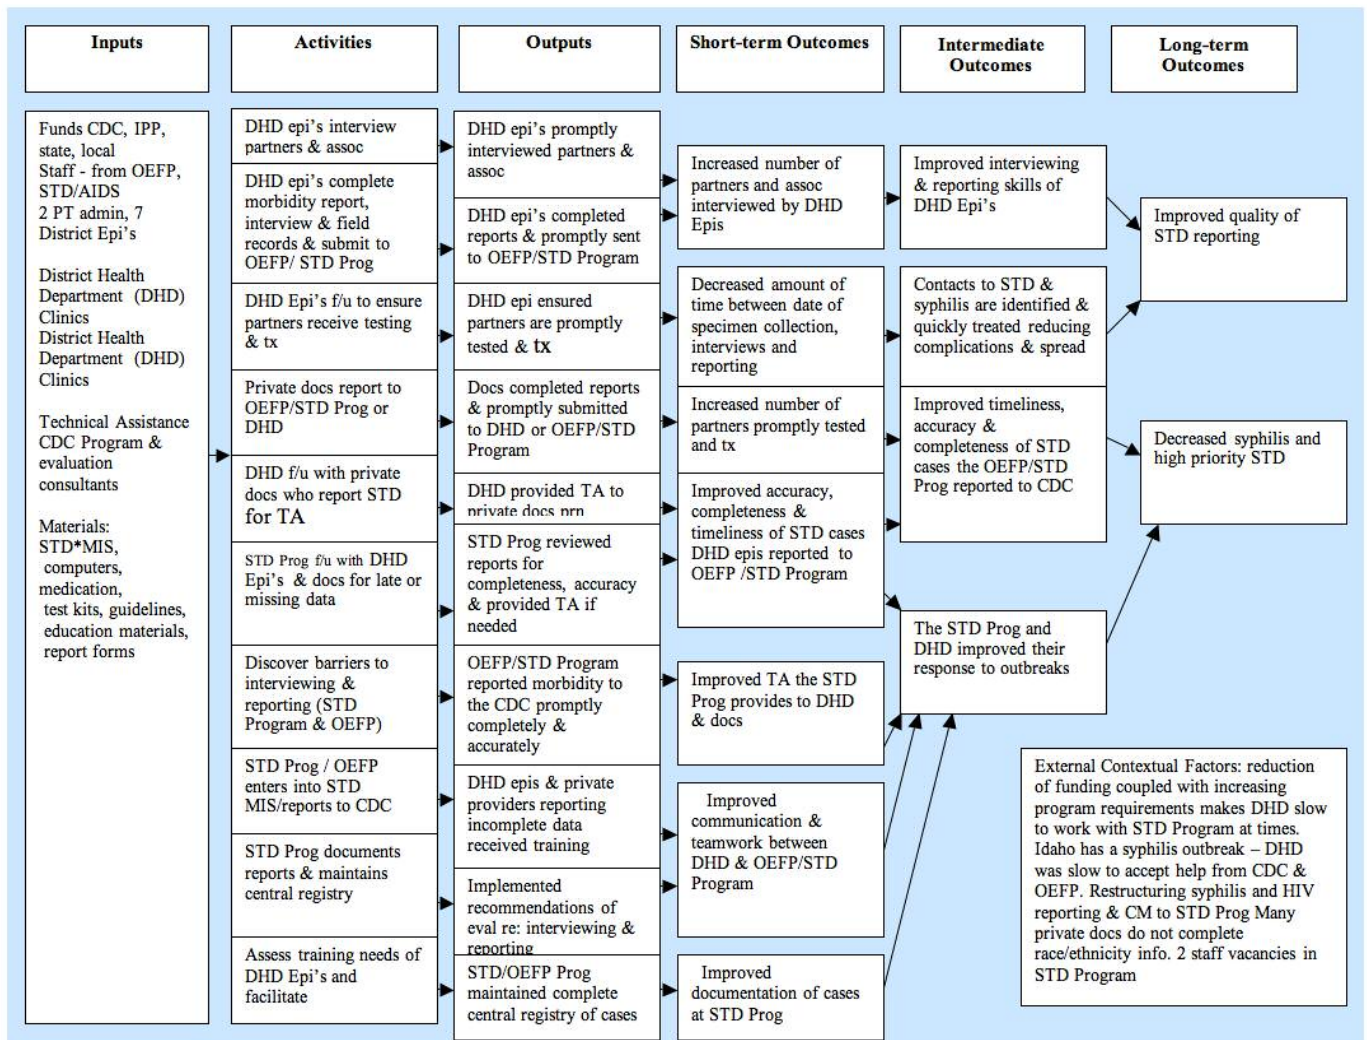 Inputs
Activities
Outputs
Short-term Outcomes
Intermediate
Outcomes
Long-term
Outcomes
Funds CDC, IPP,
state, local
Staff - from OEFP,
STD/AIDS
2 PT admin, 7
District Epi's
District Health
Department (DHD)
Clinics
District Health
Department (DHD)
Clinics
Technical Assistance
CDC Program &
evaluation
consultants
Materials:
STD*MIS,
computers,
medication,
test kits, guidelines,
education materials,
report forms
DHD epi's interview
partners & assoc
DHD epi's complete
morbidity report,
interview & field
records & submit to
OEFP/ STD Prog
DHD Epi's f/u to ensure
partners receive testing
& tx
Private docs report to
OEFP/STD Prog or
DHD
DHD f/u with private
docs who report STD
for TA
STD Prog f/u with DHD
Epi's & docs for late or
missing data
Discover barriers to
interviewing &
reporting (STD
Program & OEFP)
STD Prog / OEFP
enters into STD
MIS/reports to CDC
STD Prog documents
reports & maintains
central registry
Assess training needs of
DHD Epi's and
facilitate
DHD epi's promptly
interviewed partners &
assoc
DHD epi's completed
reports & promptly sent
to OEFP/STD Program
DHD epi ensured
partners are promptly
tested & tx
Docs completed reports
& promptly submitted
to DHD or OEFP/STD
Program
DHD provided TA to
private docs prn
STD Prog reviewed
reports for
completeness, accuracy
& provided TA if
needed
OEFP/STD Program
reported morbidity to
the CDC promptly
completely &
accurately
DHD epis & private
providers reporting
incomplete data
received training
Implemented
recommendations of
eval re: interviewing &
reporting
STD/OEFP Prog
maintained complete
central registry of cases
Increased number of
partners and assoc
interviewed by DHD
Epis
Decreased amount of
time between date of
specimen collection,
interviews and
reporting
Increased number of
partners promptly tested
and tx
Improved accuracy,
completeness &
timeliness of STD cases
DHD epis reported to
OEFP /STD Program
Improved TA the STD
Prog provides to DHD
& docs
Improved
communication &
teamwork between
DHD & OEFP/STD
Program
Improved
documentation of cases
at STD Prog
Improved interviewing
& reporting skills of
DHD Epi's
Contacts to STD &
syphilis are identified &
quickly treated reducing
complications & spread
Improved timeliness,
accuracy &
completeness of STD
cases the OEFP/STD
Prog reported to CDC
The STD Prog and
DHD improved their
response to outbreaks
Improved quality of
STD reporting
Decreased syphilis and
high priority STD
External Contextual Factors: reduction
of funding coupled with increasing
program requirements makes DHD slow
to work with STD Program at times.
Idaho has a syphilis outbreak – DHD
was slow to accept help from CDC &
OEFP. Restructuring syphilis and HIV
reporting & CM to STD Prog Many
private docs do not complete
race/ethnicity info. 2 staff vacancies in
STD Program